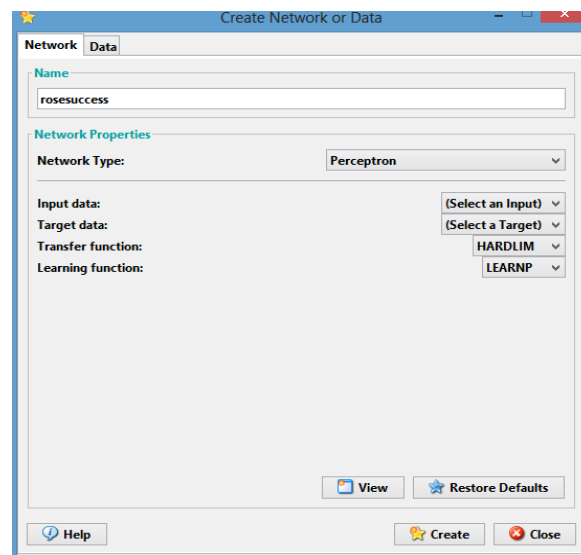 Create Network or Data
Network Data
Name
rosesuccess
Network Properties
Network Type: Perceptron
Input data: (Select an Input)
Target data: (Select a Target)
Transfer function: HARDLIM
Learning function: LEARNP
View Restore Defaults
Help Create Close